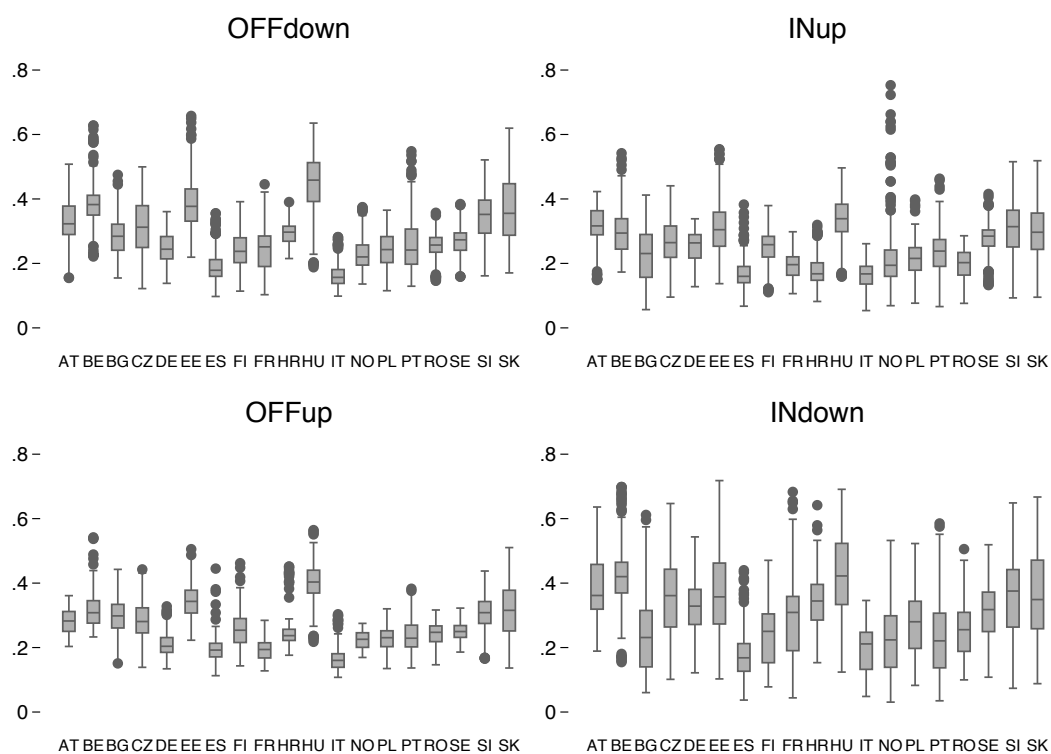 OFFdown
INup
.8
.6
.4
.2
0
AT BE BG CZ DE EE ES FI FR HR HU IT NO PL PT RO SE SI SK
.8
.6
.4
.2
0
AT BE BG CZ DE EE ES FI FR HR HU IT NO PL PT RO SE SI SK
OFFup
INdown
.8
.6
.4
.2
0
AT BE BG CZ DE EE ES FI FR HR HU IT NO PL PT RO SE SI SK
.8
.6
.4
.2
0
AT BE BG CZ DE EE ES FI FR HR HU IT NO PL PT RO SE SI SK